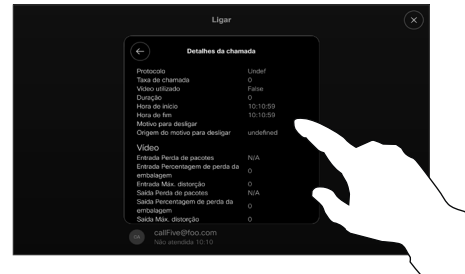 Ligar
Detalhes da chamada
Protocolo Undef
Taxa de chamada 0
Vídeo utilizado False
Duração 0
Hora de início 10:10:59
Hora de fim 10:10:59
Motivo para desligar
Origem do motivo para desligar undefined
Vídeo
Entrada Perda de pacotes N/A
Entrada Percentagem de perda da
embalagem 0
Entrada Máx. distorção 0
Saída Perda de pacotes N/A
Saída Percentagem de perda da
embalagem 0
Saída Máx. distorção 0
callFive@foo.com
Não atendida 10:10